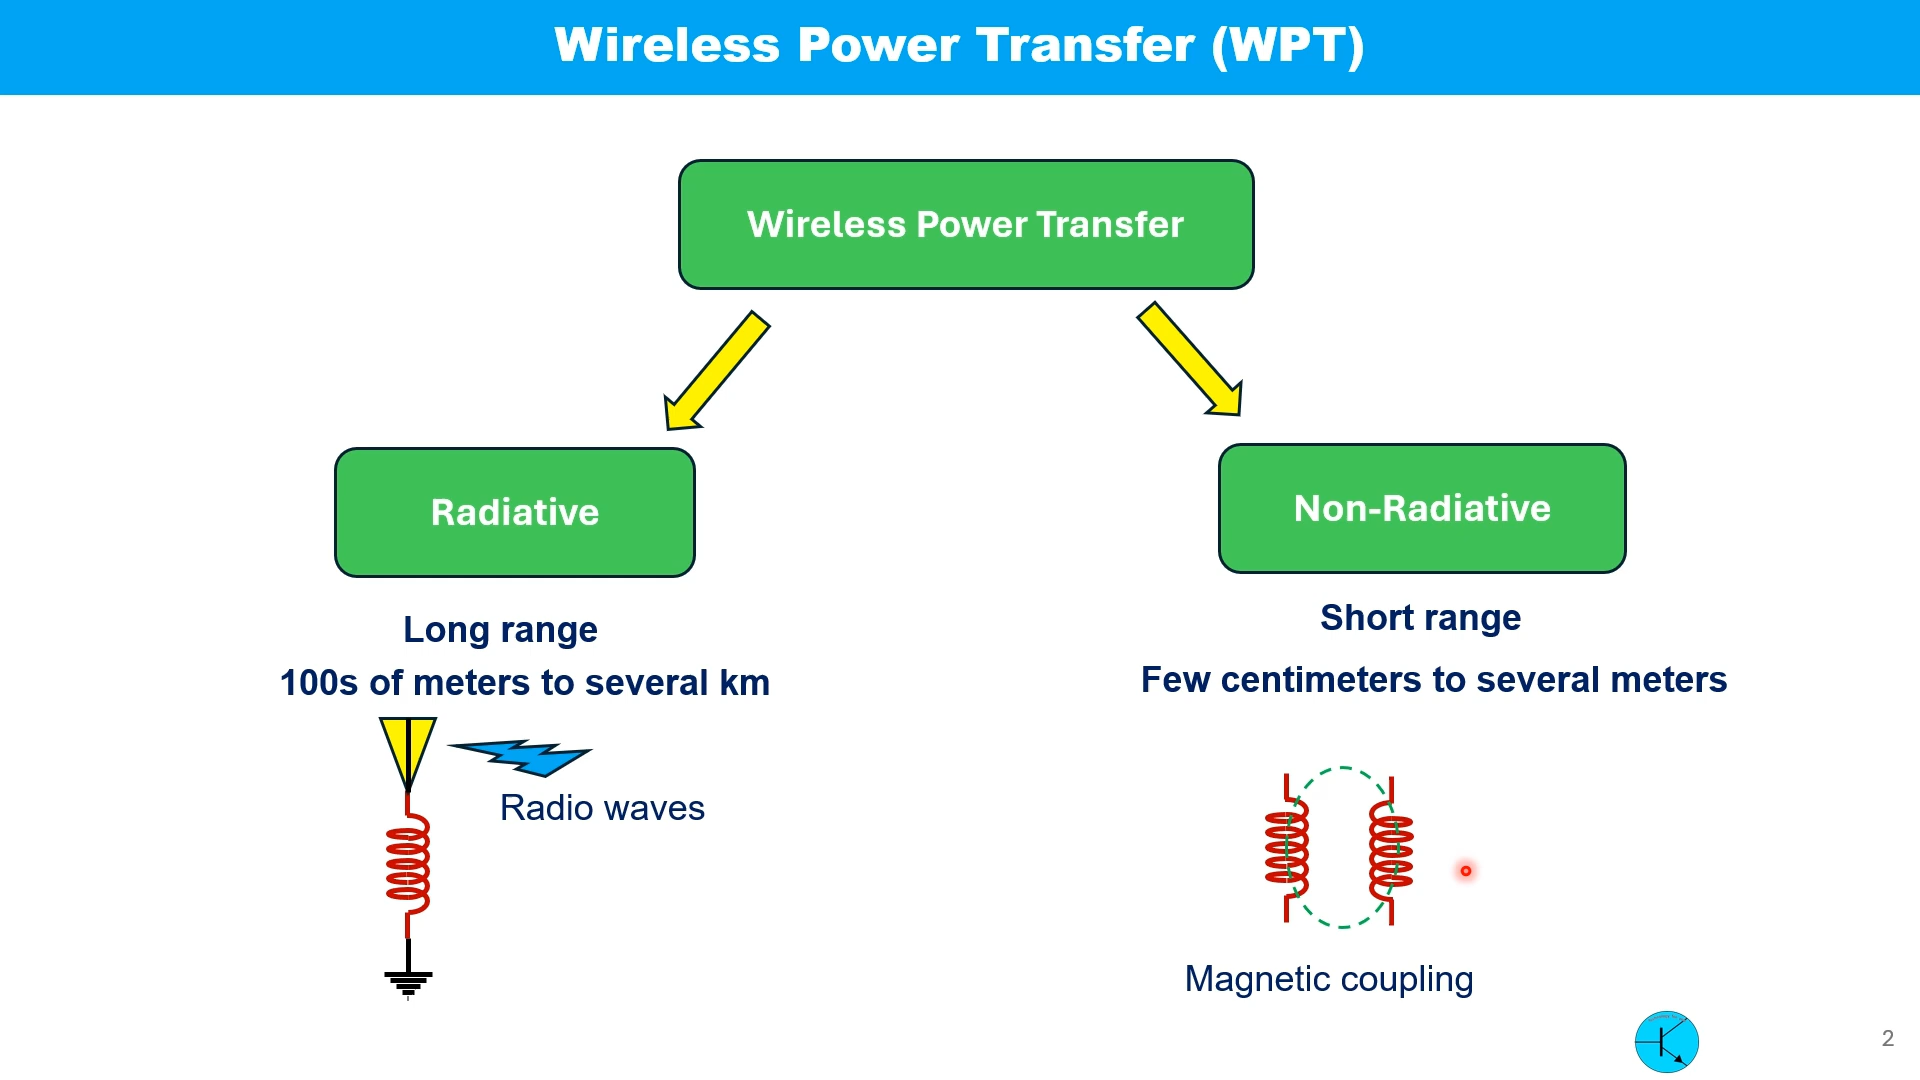 Wireless Power Transfer (WPT)
Wireless Power Transfer
Radiative
Non-Radiative
Long range
100s of meters to several km
Short range
Few centimeters to several meters
Radio waves
Magnetic coupling
2